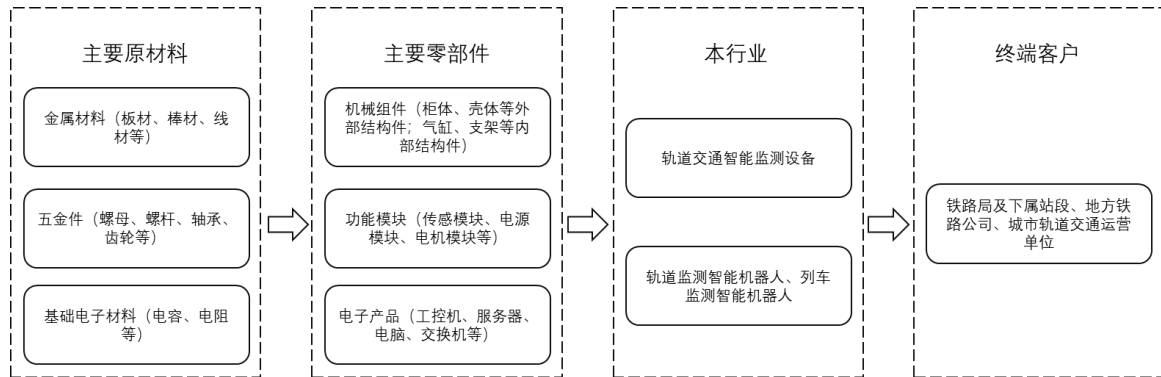 主要原材料
金属材料（板材、棒材、线
材等）
五金件（螺母、螺杆、轴承、
齿轮等）
基础电子材料（电容、电阻
等）
主要零部件
机械组件（柜体、壳体等外
部结构件；气缸、支架等内
部结构件）
功能模块（传感模块、电源
模块、电机模块等）
电子产品（工控机、服务器、
电脑、交换机等）
本行业
轨道交通智能监测设备
轨道监测智能机器人、列车
监测智能机器人
终端客户
铁路局及下属站段、地方铁
路公司、城市轨道交通运营
单位